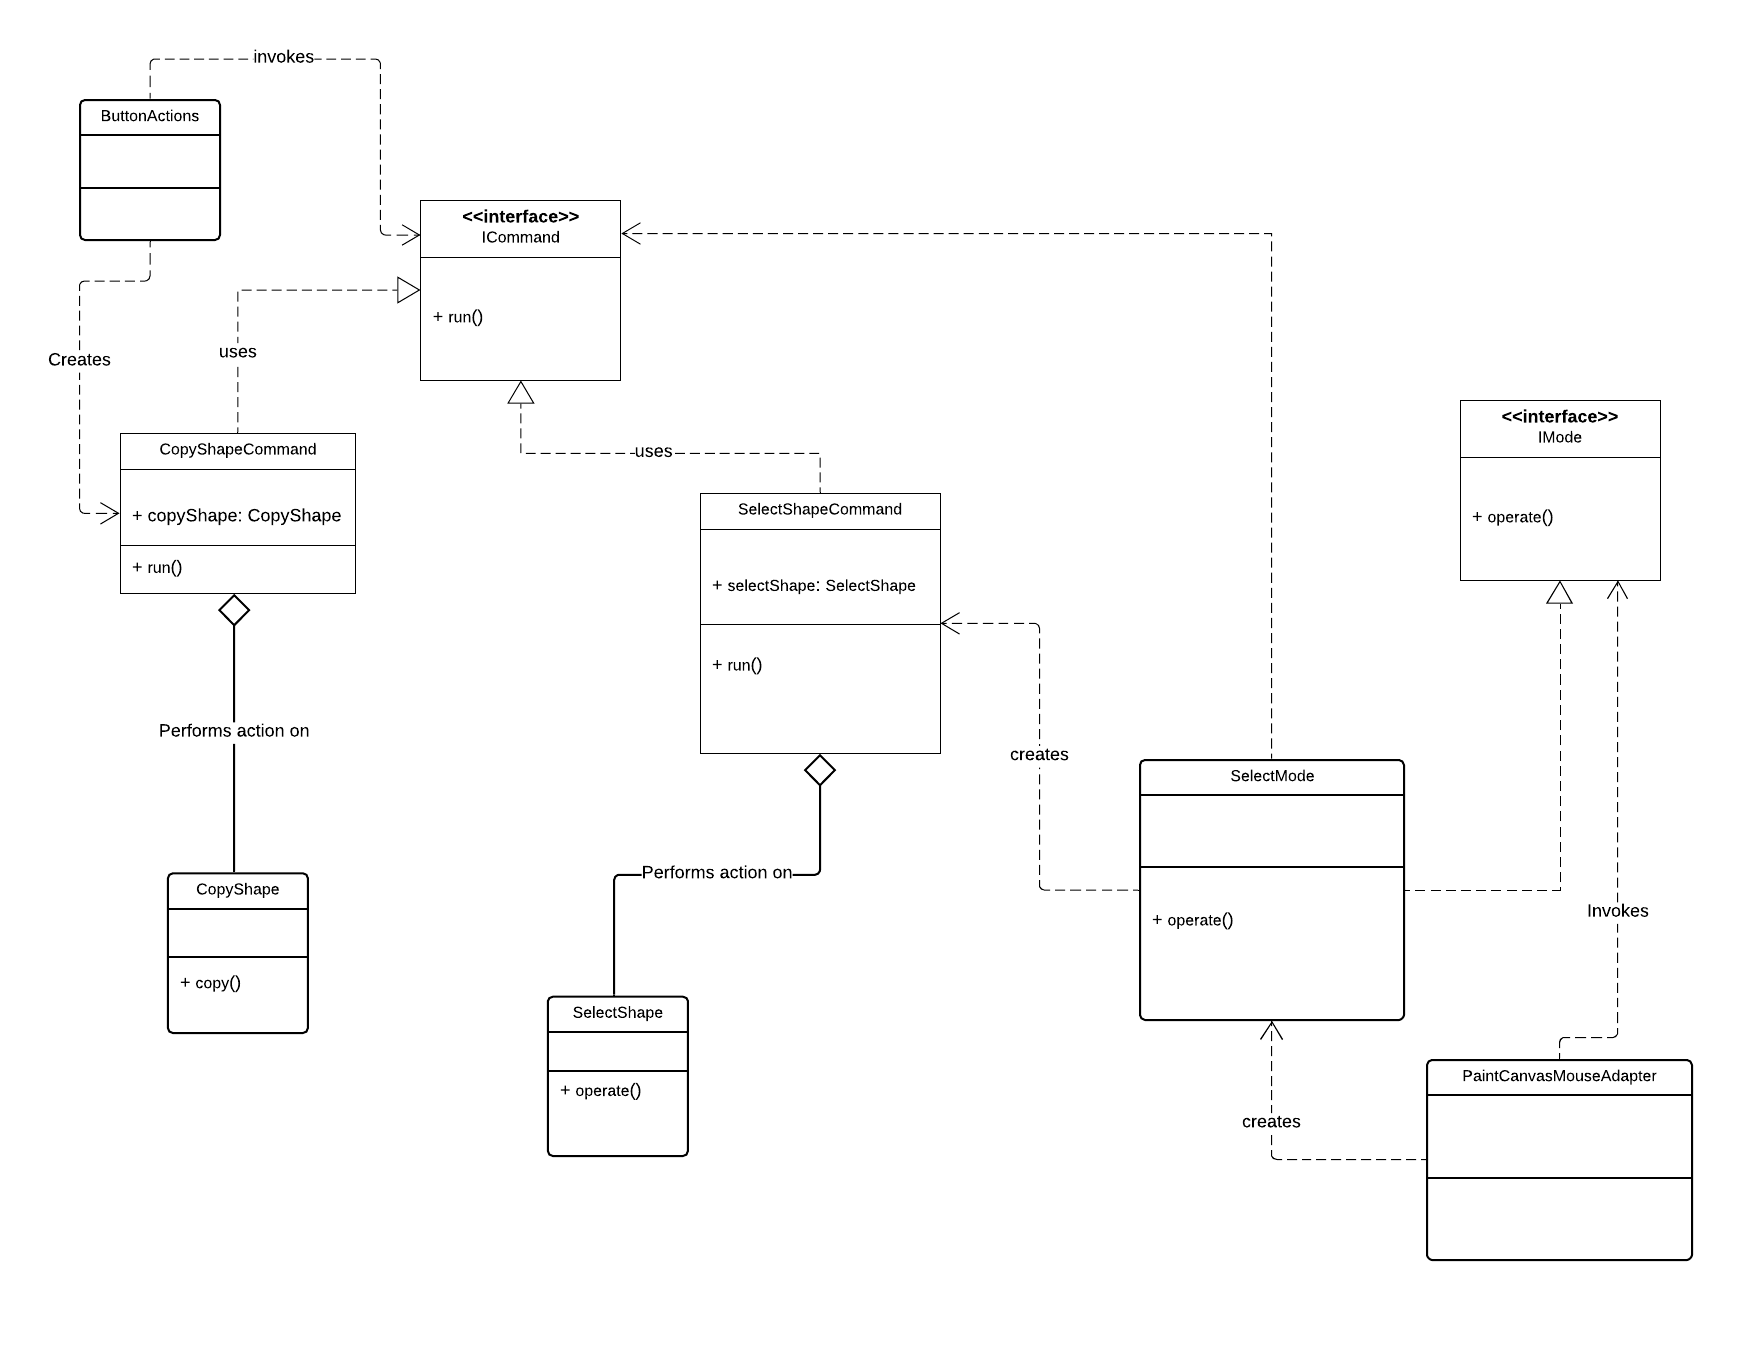 invokes
ButtonActions
<<interface>>
ICommand
+ run()
Creates
uses
<<interface>>
IMode
+ operate()
CopyShapeCommand
+ copyShape: CopyShape
+ run()
uses
SelectShapeCommand
+ selectShape: SelectShape
+ run()
Performs action on
creates
SelectMode
+ operate()
Performs action on
CopyShape
+ copy()
Invokes
SelectShape
+ operate()
PaintCanvasMouseAdapter
creates